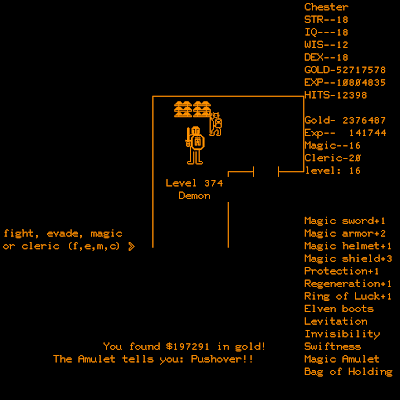 Chester
STR--18
IQ---18
WIS--12
DEX--18
GOLD-52717578
EXP--10804835
HITS-12398
Gold- 2376487
Exp--  141744
Magic--16
Cleric-20
level: 16
Level 374
Demon
fight, evade, magic
or cleric (f,e,m,c) >
Magic sword+1
Magic armor+2
Magic helmet+1
Magic shield+3
Protection+1
Regeneration+1
Ring of Luck+1
Elven boots
Levitation
Invisibility
Swiftness
Magic Amulet
Bag of Holding
You found $197291 in gold!
The Amulet tells you: Pushover!!